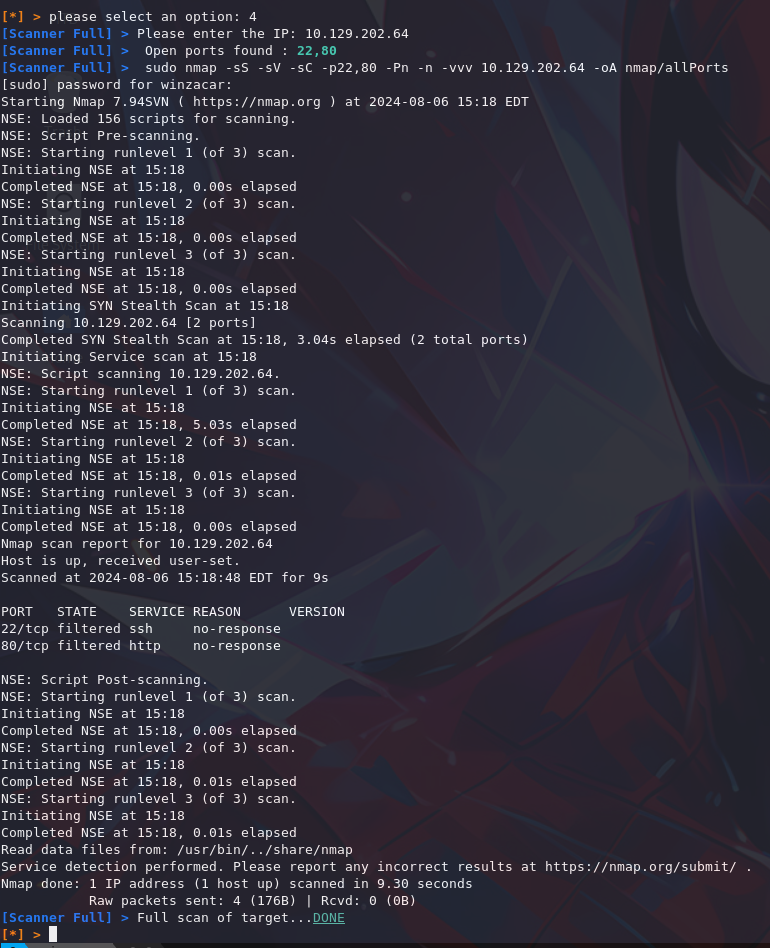 [*] > please select an option: 4
[Scanner Full] > Please enter the IP: 10.129.202.64
[Scanner Full] >  Open ports found : 22,80
[Scanner Full] >  sudo nmap -sS -sV -sC -p22,80 -Pn -n -vvv 10.129.202.64 -oA nmap/allPorts
[sudo] password for winzacar:
Starting Nmap 7.94SVN ( https://nmap.org ) at 2024-08-06 15:18 EDT
NSE: Loaded 156 scripts for scanning.
NSE: Script Pre-scanning.
NSE: Starting runlevel 1 (of 3) scan.
Initiating NSE at 15:18
Completed NSE at 15:18, 0.00s elapsed
NSE: Starting runlevel 2 (of 3) scan.
Initiating NSE at 15:18
Completed NSE at 15:18, 0.00s elapsed
NSE: Starting runlevel 3 (of 3) scan.
Initiating NSE at 15:18
Completed NSE at 15:18, 0.00s elapsed
Initiating SYN Stealth Scan at 15:18
Scanning 10.129.202.64 [2 ports]
Completed SYN Stealth Scan at 15:18, 3.04s elapsed (2 total ports)
Initiating Service scan at 15:18
NSE: Script scanning 10.129.202.64.
NSE: Starting runlevel 1 (of 3) scan.
Initiating NSE at 15:18
Completed NSE at 15:18, 5.03s elapsed
NSE: Starting runlevel 2 (of 3) scan.
Initiating NSE at 15:18
Completed NSE at 15:18, 0.01s elapsed
NSE: Starting runlevel 3 (of 3) scan.
Initiating NSE at 15:18
Completed NSE at 15:18, 0.00s elapsed
Nmap scan report for 10.129.202.64
Host is up, received user-set.
Scanned at 2024-08-06 15:18:48 EDT for 9s
PORT   STATE    SERVICE REASON      VERSION
22/tcp filtered ssh     no-response
80/tcp filtered http    no-response
NSE: Script Post-scanning.
NSE: Starting runlevel 1 (of 3) scan.
Initiating NSE at 15:18
Completed NSE at 15:18, 0.00s elapsed
NSE: Starting runlevel 2 (of 3) scan.
Initiating NSE at 15:18
Completed NSE at 15:18, 0.01s elapsed
NSE: Starting runlevel 3 (of 3) scan.
Initiating NSE at 15:18
Completed NSE at 15:18, 0.01s elapsed
Read data files from: /usr/bin/../share/nmap
Service detection performed. Please report any incorrect results at https://nmap.org/submit/ .
Nmap done: 1 IP address (1 host up) scanned in 9.30 seconds
           Raw packets sent: 4 (176B) | Rcvd: 0 (0B)
[Scanner Full] > Full scan of target...DONE
[*] >